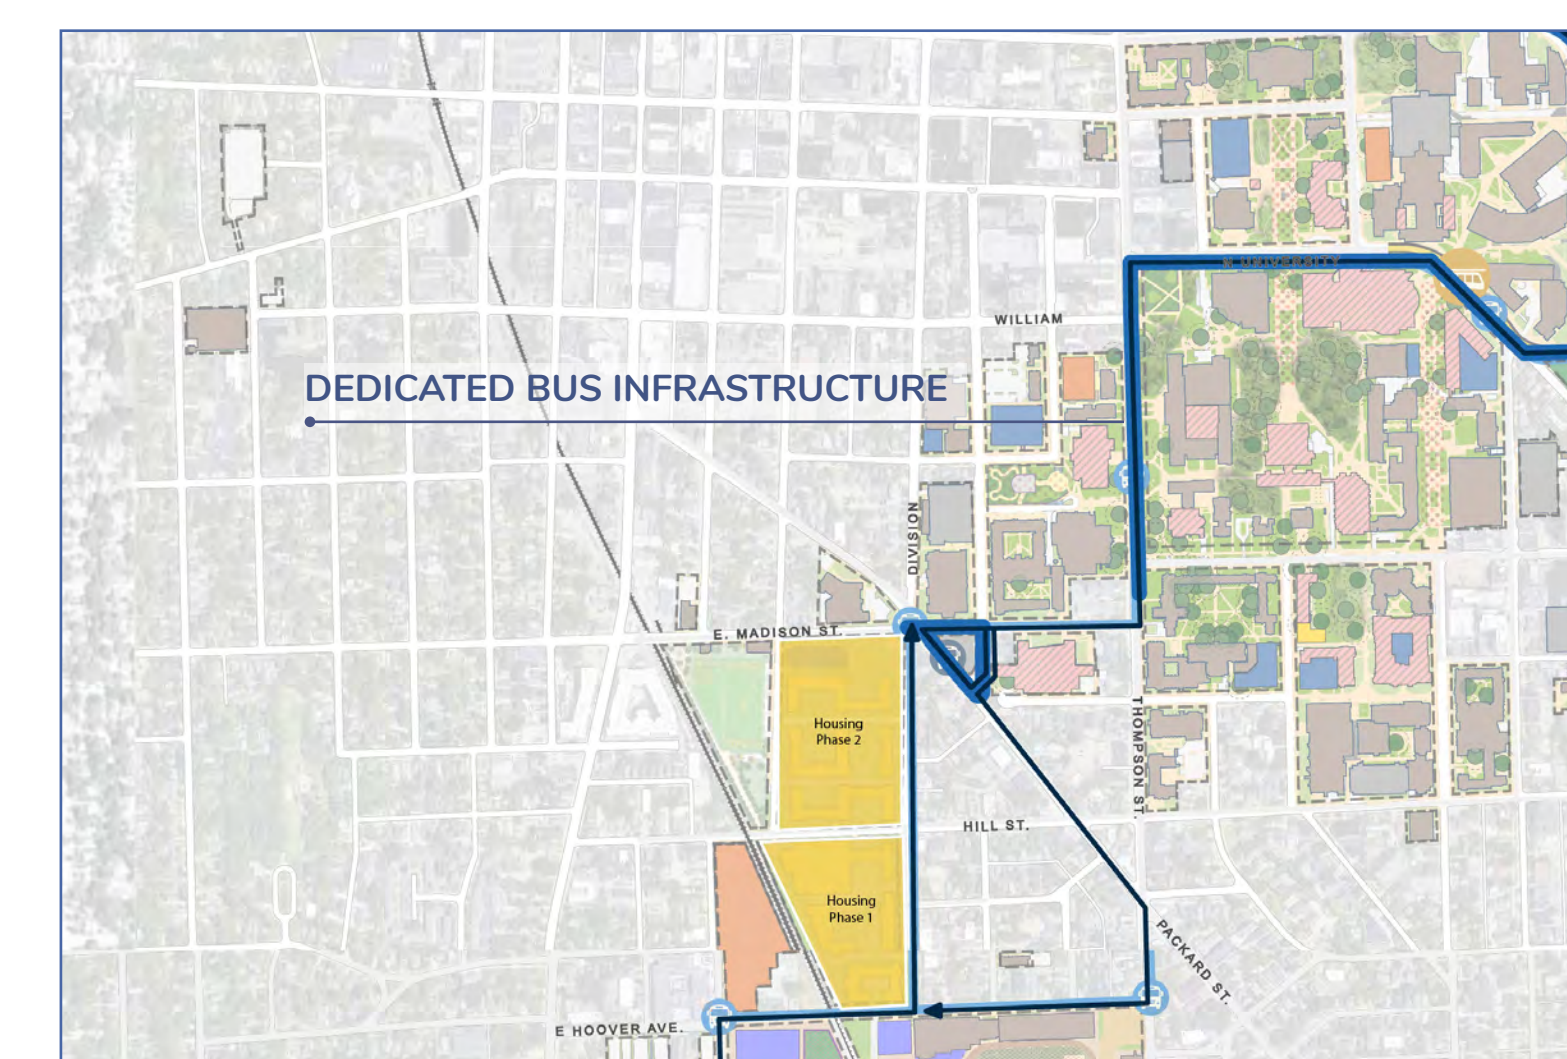 N UNIVERSITY
WILLIAM
DEDICATED BUS INFRASTRUCTURE
DIVISION
E. MADISON ST.
Housing
Phase 2
THOMPSON ST.
HILL ST.
Housing
Phase 1
PACKARD ST.
E HOOVER AVE.